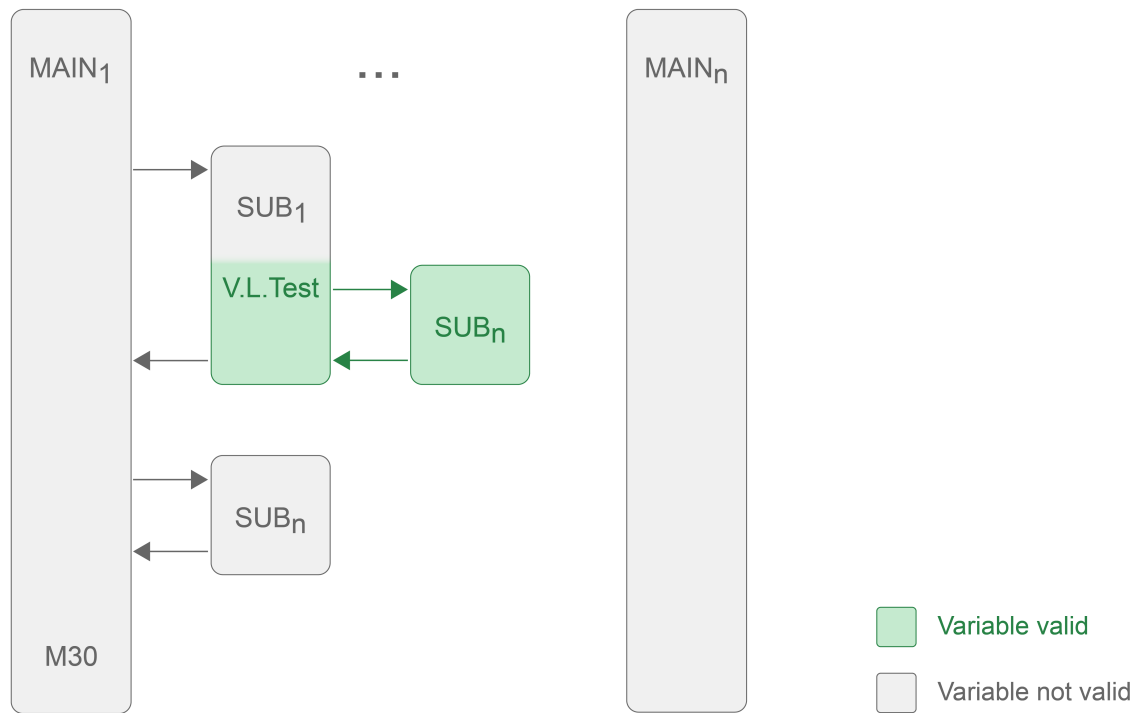 MAIN1
...
MAINn
SUB1
V.L.Test
SUBn
SUBn
M30
Variable valid
Variable not valid